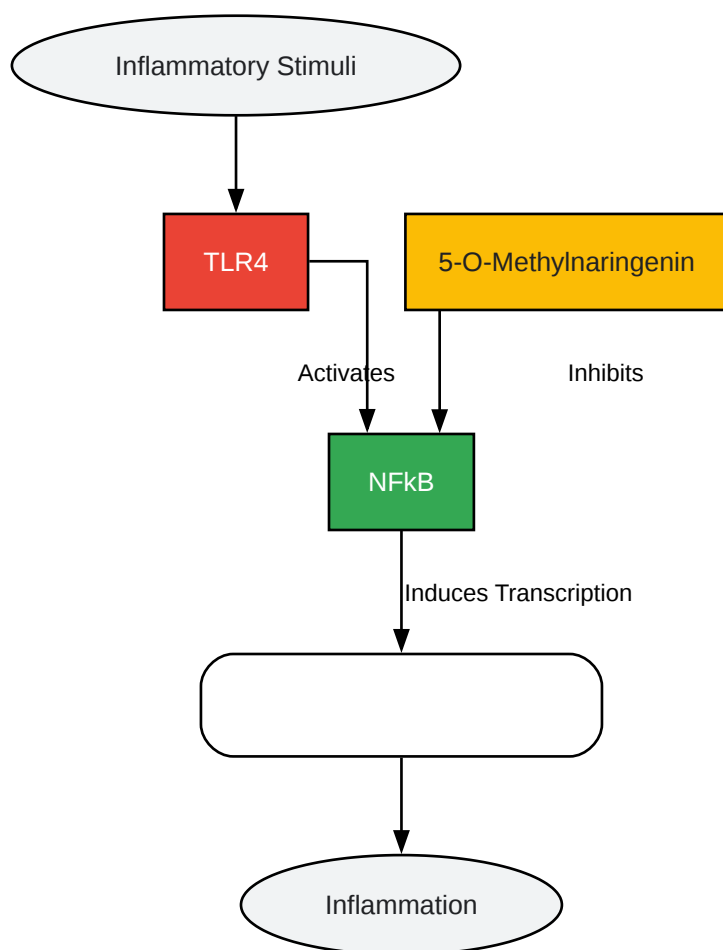 Inflammatory Stimuli
TLR4
5-O-Methylnaringenin
Activates
Inhibits
NFkB
Induces Transcription
Inflammation